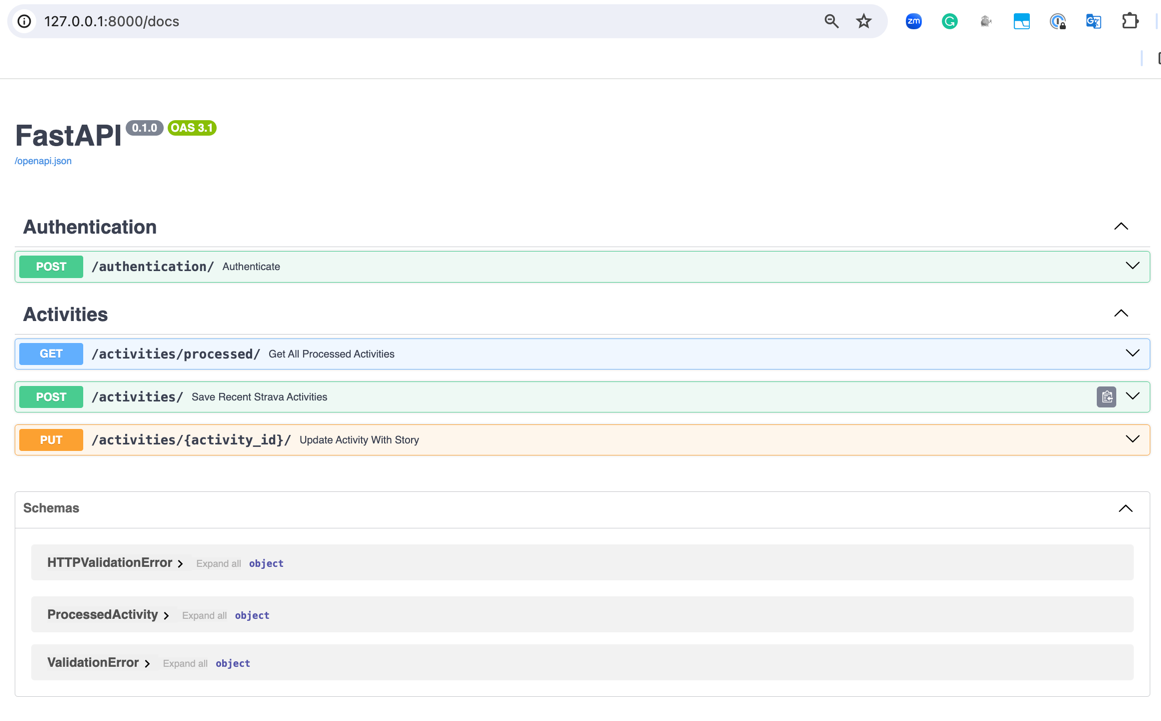 127.0.0.1:8000/docs
zm
FastAPI 0.1.0 OAS 3.1
/openapi.json
Authentication
POST /authentication/ Authenticate
Activities
GET /activities/processed/ Get All Processed Activities
POST /activities/ Save Recent Strava Activities
PUT /activities/{activity_id}/ Update Activity With Story
Schemas
HTTPValidationError Expand all object
ProcessedActivity Expand all object
ValidationError Expand all object